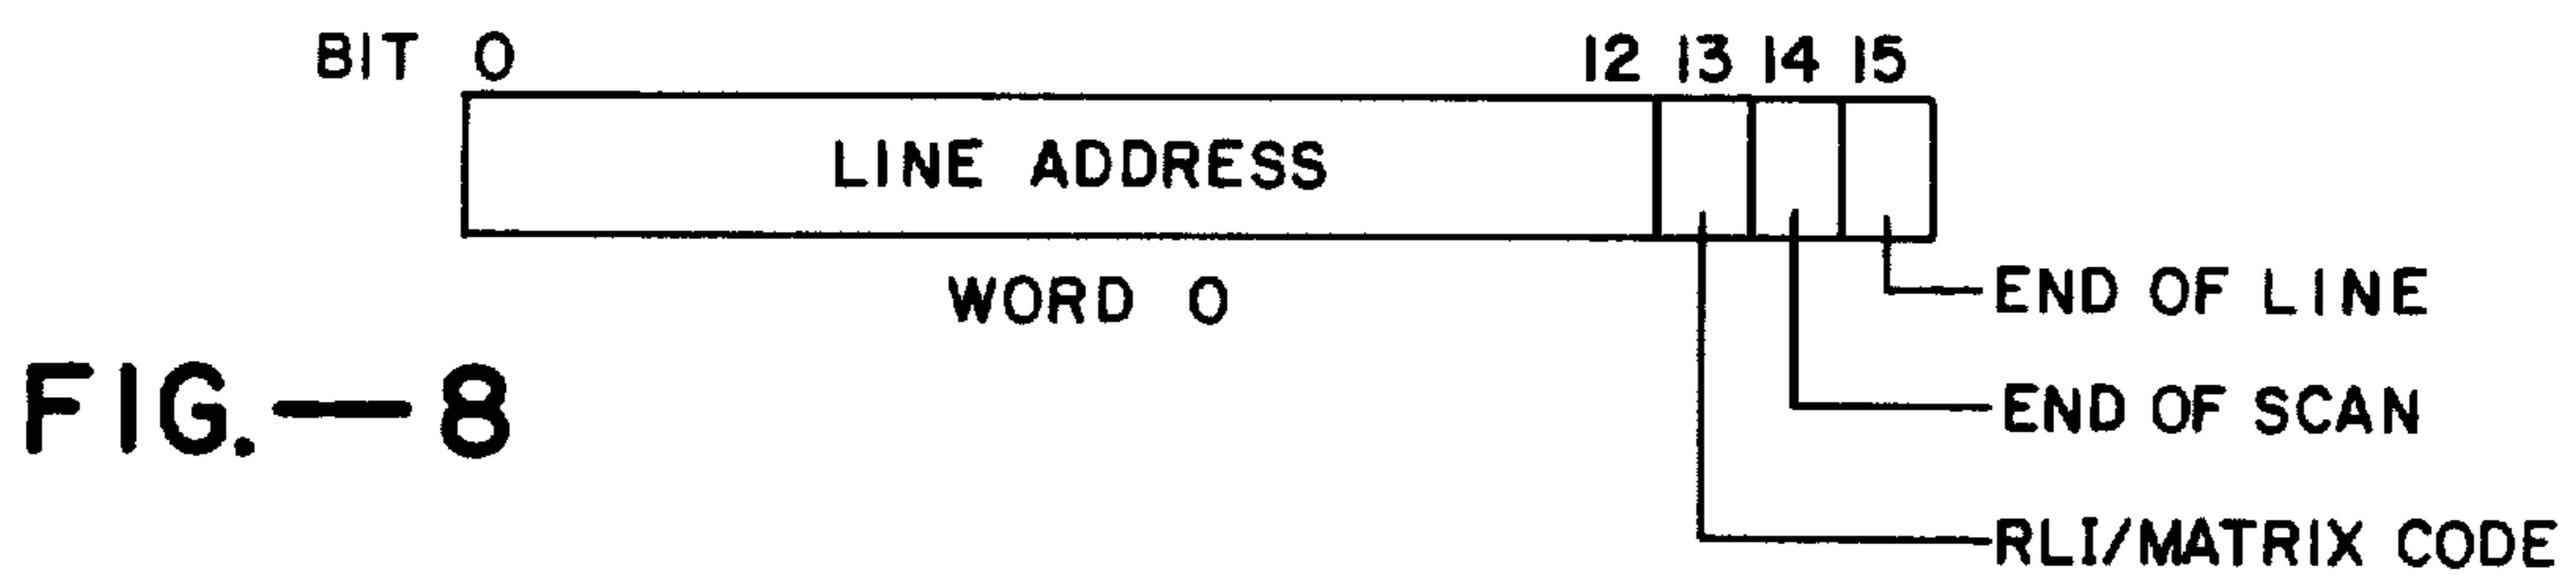 BIT 0 12 13 14 15
LINE ADDRESS
WORD 0
END OF LINE
FIG.—8
END OF SCAN
RLI/MATRIX CODE